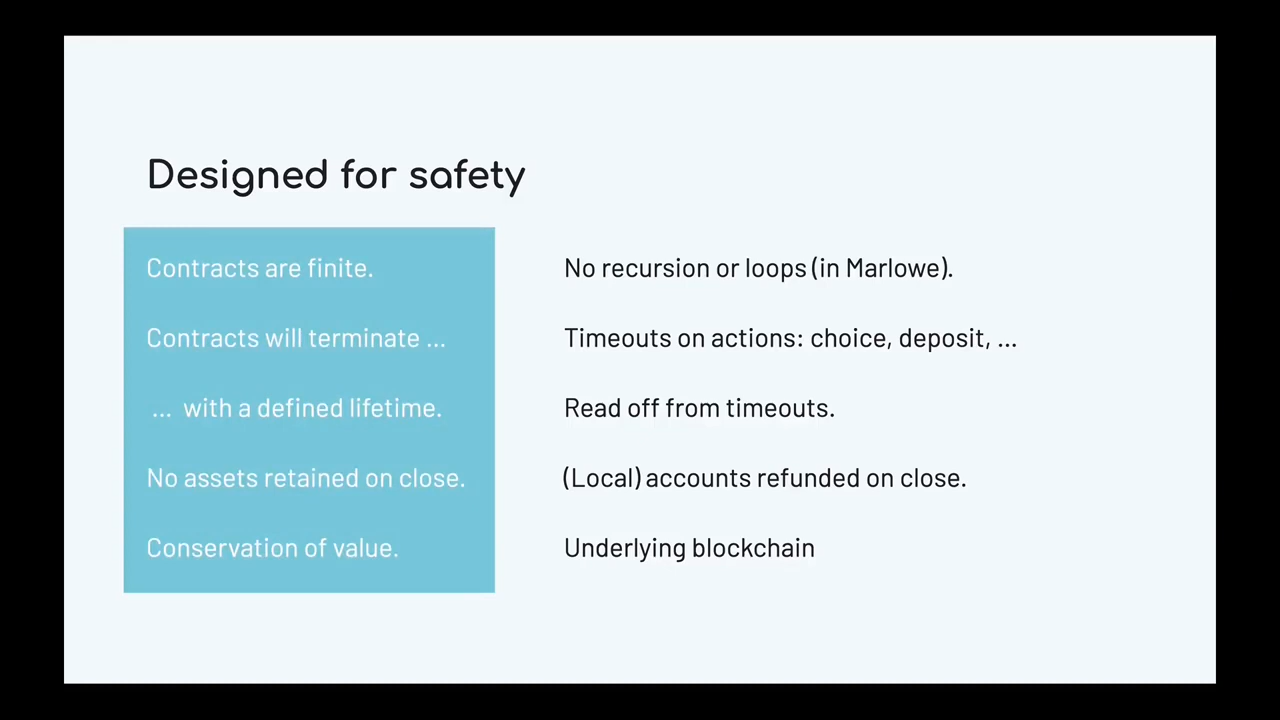 Designed for safety
Contracts are finite.
No recursion or loops (in Marlowe).
Contracts will terminate ...
Timeouts on actions: choice, deposit, ...
... with a defined lifetime.
Read off from timeouts.
No assets retained on close.
(Local) accounts refunded on close.
Conservation of value.
Underlying blockchain